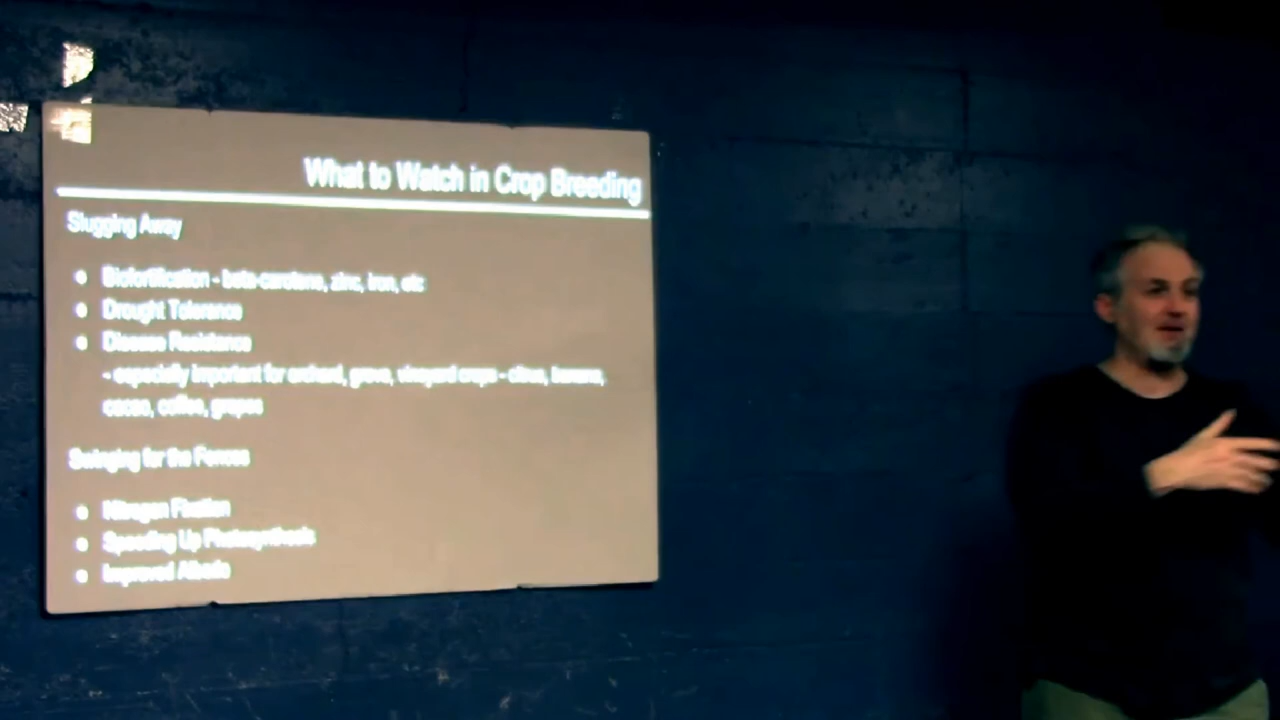 What to Watch in Crop Breeding
Slugging Away
Biofortification - beta-carotene, zinc, iron, etc
Drought Tolerance
Disease Resistance
- especially important for orchard, grove, vineyard crops - citrus, banana,
cacao, coffee, grapes
Swinging for the Fences
Nitrogen Fixation
Speeding Up Photosynthesis
Improved Albedo